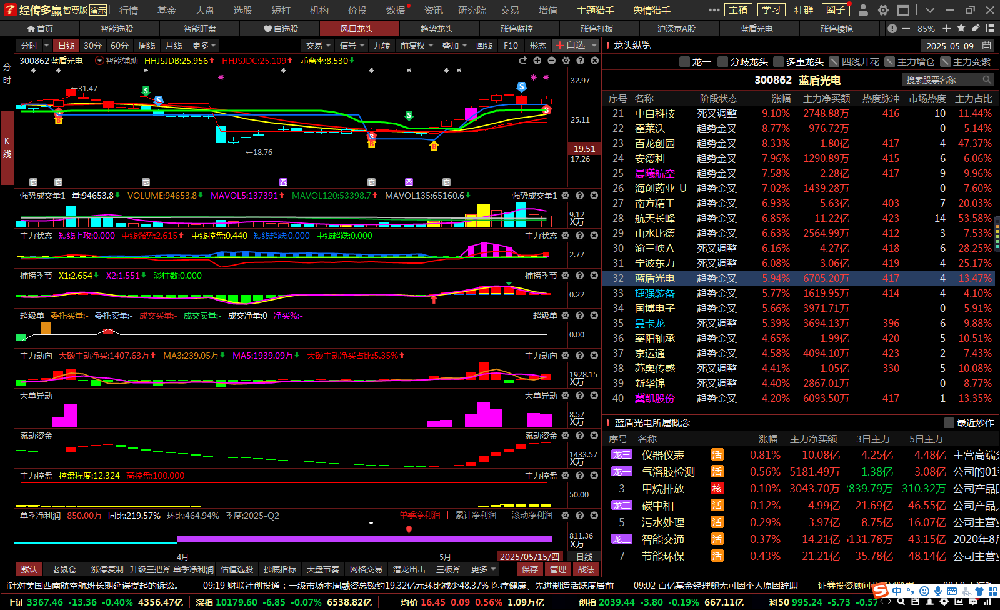 经传多赢 智尊版 演示 行情 基金 大盘 选股 短打 机构 价投 数据 资讯 研究院 交易 增值 主题猎手 舆情猎手 宝箱 学习 社群 圈子
首页 智能选股 智能盯盘 自选股 风口龙头 趋势龙头 涨停监控 涨停打板 沪深京A股 蓝盾光电 涨停棱镜 85%
分时 日线 30分 60分 周线 月线 更多 交易 信号 九转 前复权 叠加 画线 F10 形态 自选
分时
K线
300862 蓝盾光电 智能辅助 HHJSJDB:25.956 HHJSJDC:25.109 乖离率:8.530
32.97
31.47
25.11
19.51
18.76
17.26
强势成交量1 量:94653.8 VOLUME:94653.8 MAVOL5:137391 MAVOL120:53398.7 MAVOL135:65160.6 强势成交量1
9.12
X万
主力状态 短线上攻:0.000 中线强势:2.615 中线控盘:0.440 短线超跌:0.000 中线超跌:0.000 主力状态
2.77
捕捞季节 X1:2.654 X2:1.551 彩柱数:0.000 捕捞季节
0.22
超级单 委托买量:- 委托卖量:- 成交买量:- 成交卖量:- 成交净量:0 净买%:- 超级单
0.00
主力动向 大额主动净买:1407.63万 MA3:239.05万 MA5:1939.09万 大额主动净买占比:5.35% 主力动向
1928.15
X万
大单异动 大单异动
8.57
X万
流动资金 流动资金
1433.57
X万
主力控盘 控盘程度:12.324 高控盘:100.000 主力控盘
50.00
单季净利润 850.00万 同比:219.57% 环比:464.94% 季度:2025-Q2 单季净利润 累计净利润 滚动净利润
811.36
X万
4月 5月 2025/05/15/四 日线
默认 老鼠仓 涨停复制 升级三把斧 单季净利润 估值选股 抄底指标 大盘节奏 网格交易 潜龙出击 三板斧 更多 保存 管理 战法
龙头纵览 2025-05-09
龙一 分歧龙头 多重龙头 四线开花 主力增仓 主力变紫
300862 蓝盾光电 搜索股票名称
序号 名称 阶段状态 涨幅 主力净买额 热度脉冲 市场热度 主力占比
21 中自科技 死叉调整 9.10% 2748.88万 416 10 11.44%
22 霍莱沃 趋势金叉 8.77% 976.72万 - 0 5.14%
23 百龙创园 趋势金叉 8.33% 1.80亿 417 4 47.37%
24 安德利 趋势金叉 7.96% 1290.89万 415 6 6.06%
25 晨曦航空 趋势金叉 7.58% 2.28亿 417 9 9.96%
26 海创药业-U 趋势金叉 7.02% 1439.28万 - 0 7.60%
27 南方精工 趋势金叉 6.93% 5.63亿 403 7 20.03%
28 航天长峰 趋势金叉 6.85% 11.22亿 423 14 53.58%
29 山水比德 趋势金叉 6.63% 2564.99万 412 3 7.53%
30 渝三峡Ａ 趋势金叉 6.16% 4.27亿 418 6 28.25%
31 宁波东力 死叉调整 6.08% 3.06亿 419 4 25.17%
32 蓝盾光电 趋势金叉 5.94% 6705.20万 417 4 13.47%
33 捷强装备 趋势金叉 5.77% 1619.95万 414 4 4.10%
34 国博电子 趋势金叉 5.66% 3971.71万 - 0 5.91%
35 曼卡龙 死叉调整 5.39% 3694.13万 396 6 9.88%
36 襄阳轴承 趋势金叉 4.65% 1.99亿 420 5 10.51%
37 京运通 趋势金叉 4.58% 4094.10万 423 2 7.43%
38 苏奥传感 死叉调整 4.41% 1.05亿 330 5 10.08%
39 新华锦 死叉调整 4.40% 2867.01万 - 0 8.77%
40 冀凯股份 趋势金叉 4.20% 6093.50万 417 1 13.35%
蓝盾光电所属概念 最近炒作
序号 名称 涨幅 主力净买额 3日主力 5日主力
龙三 仪器仪表 活 0.81% 10.08亿 4.25亿 4.48亿 主营高端分
龙一 气溶胶检测 活 0.56% 5181.49万 -1.38亿 3.08亿 公司的01
3 甲烷排放 核 0.10% 3043.70万 2839.79万 .310.32万 公司产品
龙二 碳中和 活 0.12% 4.99亿 21.69亿 46.55亿 公司产品
5 污水处理 活 0.29% 3.97亿 8.75亿 16.07亿 公司主营业
龙三 智能交通 活 0.37% 14.21亿 131.78万 43.15亿 2020年8月
7 节能环保 活 0.43% 21.21亿 35.78亿 48.14亿 公司主营业
针对美国西南航空航班长期延误提起的诉讼。 09:19 财联社创投通：一级市场本周融资总额约19.32亿元环比减少48.37% 医疗健康、先进制造活跃度居前 09:02 百亿基金经理鲍无可因个人原因辞职 证券投资顾问业
上证 3367.46 -13.36 -0.40% 4356.47亿 深指 10179.60 -6.85 -0.07% 6538.82亿 均价 16.45 0.09 0.56% 1.09万亿 创指 2039.44 -3.80 -0.19% 667.11亿 科50 995.24 -5.73 -0.57